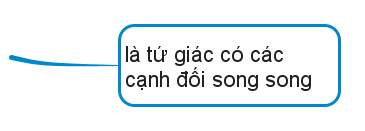 là tứ giác có các
cạnh đối song song